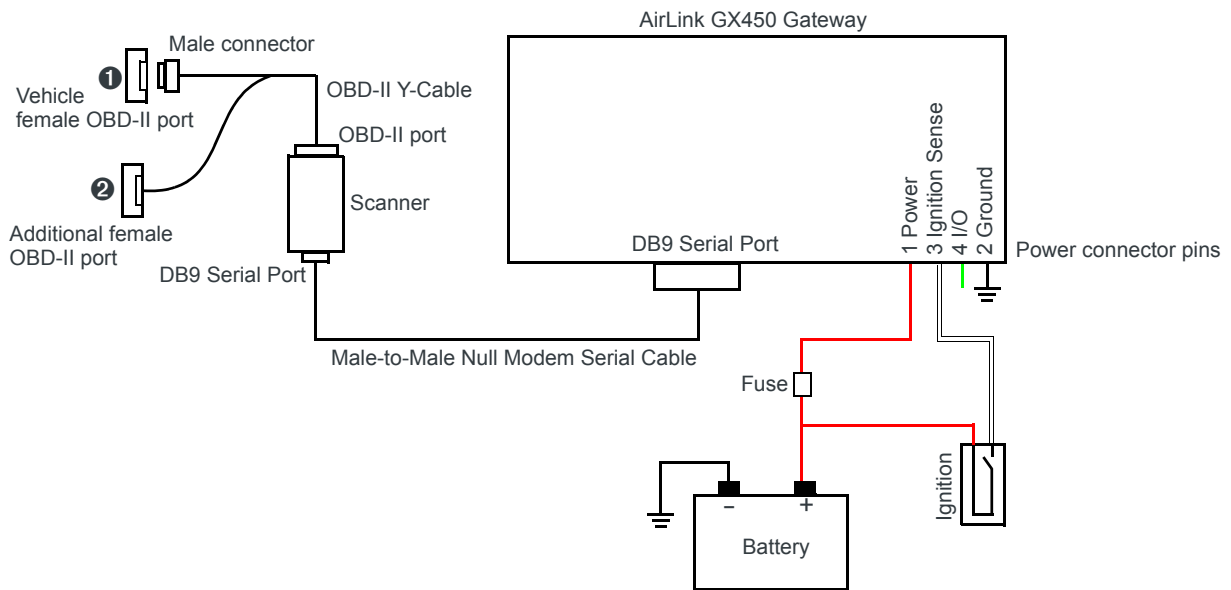 AirLink GX450 Gateway
Male connector
❶
Vehicle
female OBD-II port
OBD-II Y-Cable
OBD-II port
❷
Scanner
Additional female
OBD-II port
DB9 Serial Port
DB9 Serial Port
1 Power
3 Ignition Sense
4 I/O
2 Ground
Power connector pins
Male-to-Male Null Modem Serial Cable
Fuse
Ignition
–
+
Battery